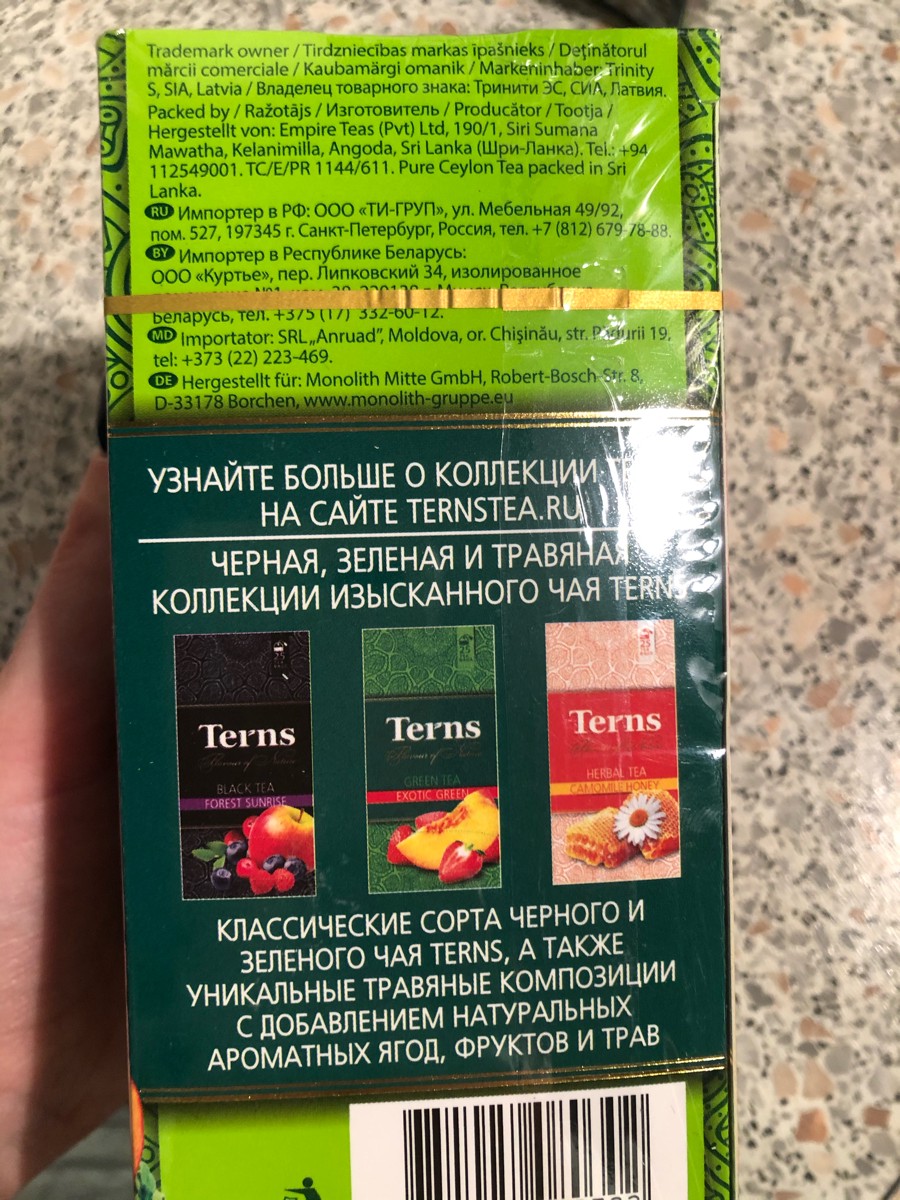 Trademark owner / Tirdzniecības markas īpašnieks / Deținătorul
mărcii comerciale / Kaubamärgi omanik / Markeninhaber: Trinity
S, SIA, Latvia / Владелец товарного знака: Тринити ЭС, СИА, Латвия.
Packed by / Ražotājs / Изготовитель / Producător / Tootja /
Hergestellt von: Empire Teas (Pvt) Ltd, 190/1, Siri Sumana
Mawatha, Kelanimilla, Angoda, Sri Lanka (Шри-Ланка). Tel.: +94
112549001. TC/E/PR 1144/611. Pure Ceylon Tea packed in Sri
Lanka.
RU Импортер в РФ: ООО «ТИ-ГРУП», ул. Мебельная 49/92,
пом. 527, 197345 г. Санкт-Петербург, Россия, тел. +7 (812) 679-78-88.
BY Импортер в Республике Беларусь:
ООО «Куртье», пер. Липковский 34, изолированное
Беларусь, тел. +375 (17) 332-60-12.
MD Importator: SRL „Anruad”, Moldova, or. Chişinău, str. Pădurii 19,
tel: +373 (22) 223-469.
DE Hergestellt für: Monolith Mitte GmbH, Robert-Bosch-Str. 8,
D-33178 Borchen, www.monolith-gruppe.eu
УЗНАЙТЕ БОЛЬШЕ О КОЛЛЕКЦИИ
НА САЙТЕ TERNSTEA.RU
ЧЕРНАЯ, ЗЕЛЕНАЯ И ТРАВЯНАЯ
КОЛЛЕКЦИИ ИЗЫСКАННОГО ЧАЯ TERNS
Terns
BLACK TEA
FOREST SUNRISE
Terns
GREEN TEA
EXOTIC GREEN
Terns
HERBAL TEA
CAMOMILE HONEY
КЛАССИЧЕСКИЕ СОРТА ЧЕРНОГО И
ЗЕЛЕНОГО ЧАЯ TERNS, А ТАКЖЕ
УНИКАЛЬНЫЕ ТРАВЯНЫЕ КОМПОЗИЦИИ
С ДОБАВЛЕНИЕМ НАТУРАЛЬНЫХ
АРОМАТНЫХ ЯГОД, ФРУКТОВ И ТРАВ